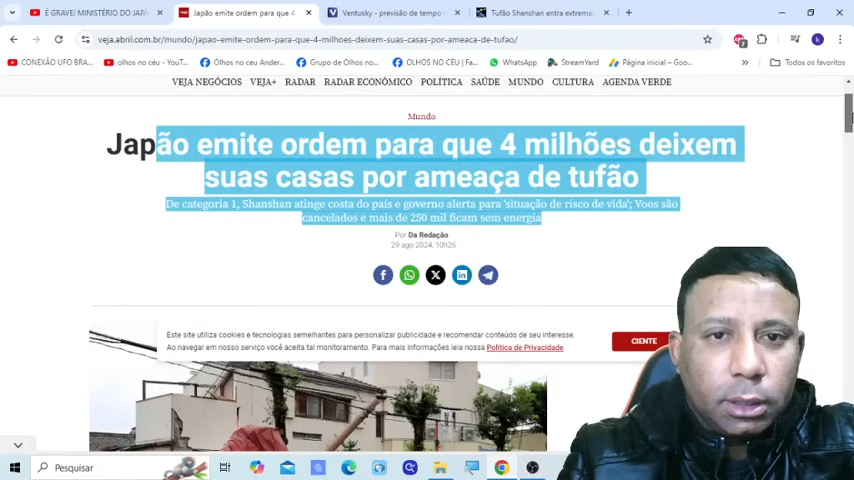 É GRAVE! MINISTÉRIO DO JAPÃ
Japão emite ordem para que 4
Ventusky - previsão de tempo
Tufão Shanshan entra extrema
veja.abril.com.br/mundo/japao-emite-ordem-para-que-4-milhoes-deixem-suas-casas-por-ameaca-de-tufao/
7
k
CONEXÃO UFO BRA...
olhos no céu - YouT...
Olhos no ceu Ander...
Grupo de Olhos no...
OLHOS NO CÉU | Fa...
WhatsApp
StreamYard
Página inicial – Goo...
Todos os favoritos
VEJA NEGÓCIOS VEJA+ RADAR RADAR ECONÔMICO POLÍTICA SAÚDE MUNDO CULTURA AGENDA VERDE
Mundo
Japão emite ordem para que 4 milhões deixem
suas casas por ameaça de tufão
De categoria 1, Shanshan atinge costa do país e governo alerta para 'situação de risco de vida'; Voos são
cancelados e mais de 250 mil ficam sem energia
Por Da Redação
29 ago 2024, 10h26
Este site utiliza cookies e tecnologias semelhantes para personalizar publicidade e recomendar conteúdo de seu interesse.
Ao navegar em nosso serviço você aceita tal monitoramento. Para mais informações leia nossa Política de Privacidade
CIENTE
Pesquisar